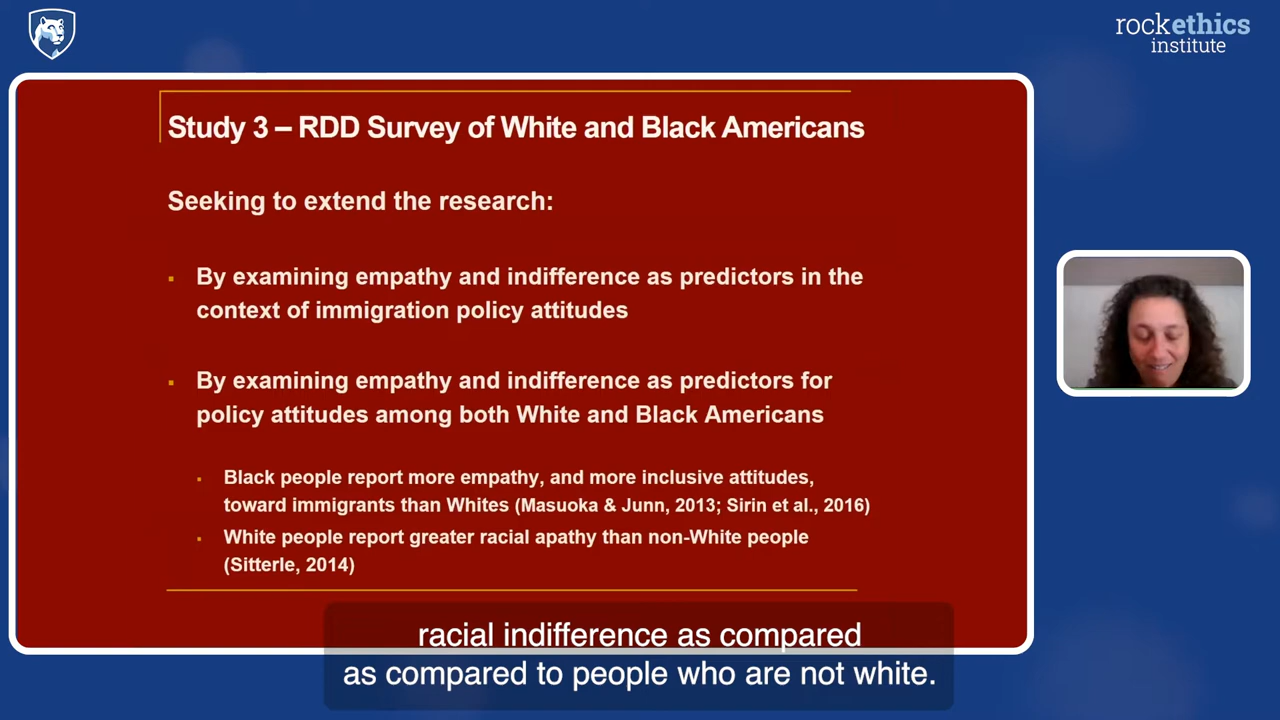 rockethics
institute
Study 3 – RDD Survey of White and Black Americans
Seeking to extend the research:
▪ By examining empathy and indifference as predictors in the
context of immigration policy attitudes
▪ By examining empathy and indifference as predictors for
policy attitudes among both White and Black Americans
▪ Black people report more empathy, and more inclusive attitudes,
toward immigrants than Whites (Masuoka & Junn, 2013; Sirin et al., 2016)
▪ White people report greater racial apathy than non-White people
(Sitterle, 2014)
racial indifference as compared
as compared to people who are not white.